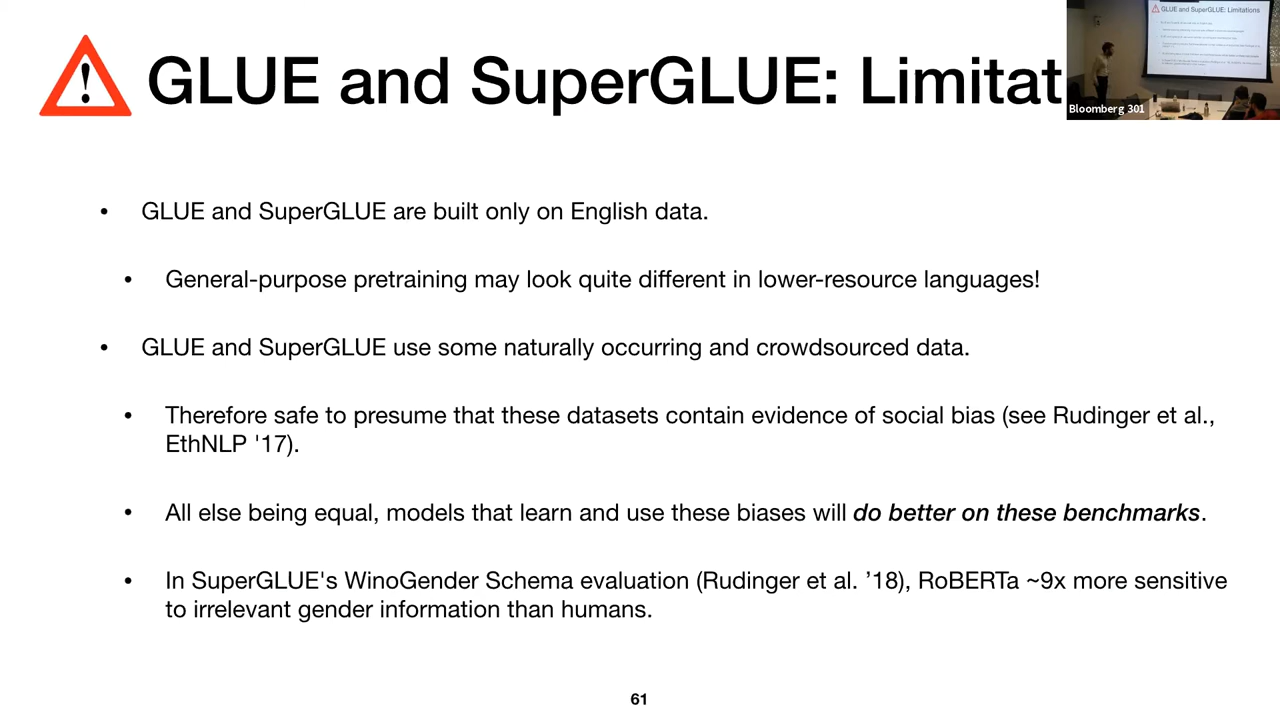 GLUE and SuperGLUE: Limitat
GLUE and SuperGLUE: Limitations
Bloomberg 301
• GLUE and SuperGLUE are built only on English data.
• General-purpose pretraining may look quite different in lower-resource languages!
• GLUE and SuperGLUE use some naturally occurring and crowdsourced data.
• Therefore safe to presume that these datasets contain evidence of social bias (see Rudinger et al.,
EthNLP '17).
• All else being equal, models that learn and use these biases will do better on these benchmarks.
• In SuperGLUE's WinoGender Schema evaluation (Rudinger et al. ’18), RoBERTa ~9x more sensitive
to irrelevant gender information than humans.
61